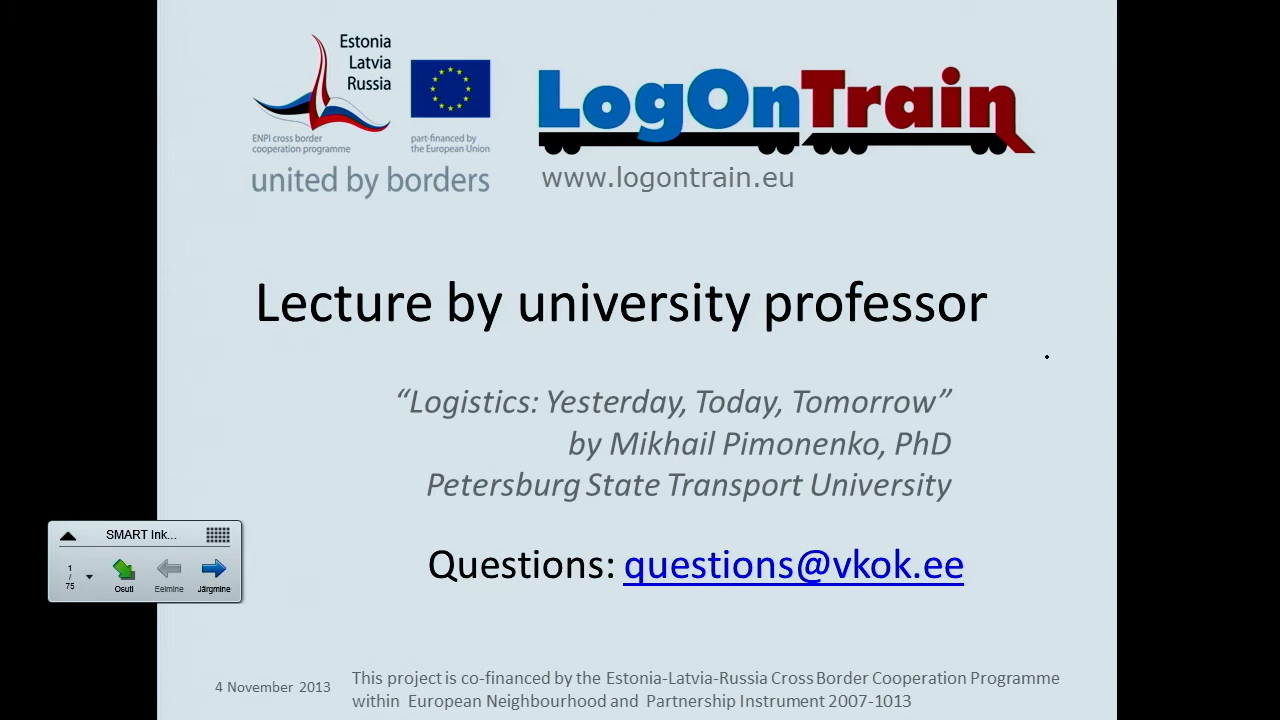 Estonia
Latvia
Russia
ENPI cross border
cooperation programme
part-financed by
the European Union
united by borders
LogOnTrain
www.logontrain.eu
Lecture by university professor
“Logistics: Yesterday, Today, Tomorrow”
by Mikhail Pimonenko, PhD
Petersburg State Transport University
Questions: questions@vkok.ee
SMART Ink...
1
/
75
Osuti
Eelmine
Järgmine
4 November 2013
This project is co-financed by the Estonia-Latvia-Russia Cross Border Cooperation Programme
within European Neighbourhood and Partnership Instrument 2007-1013